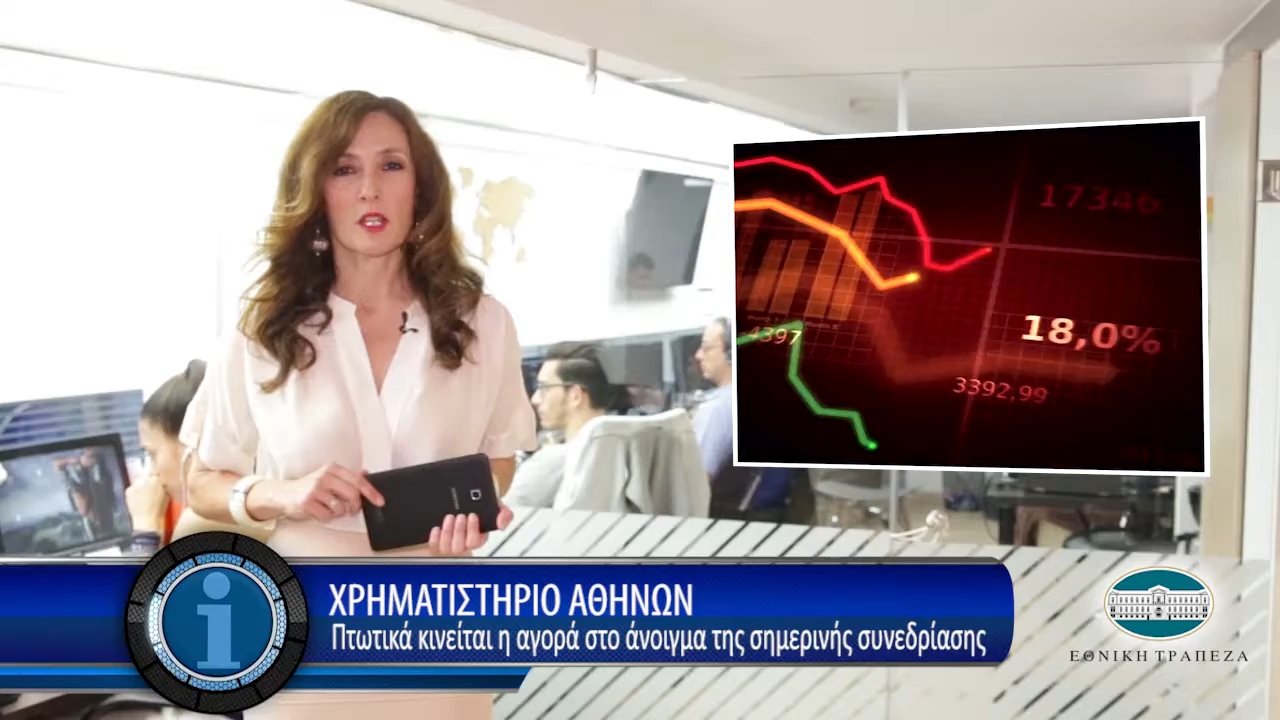 17346
18,0%
4397
3392,99
i
ΧΡΗΜΑΤΙΣΤΗΡΙΟ ΑΘΗΝΩΝ
Πτωτικά κινείται η αγορά στο άνοιγμα της σημερινής συνεδρίασης
ΕΘΝΙΚΗ ΤΡΑΠΕΖΑ